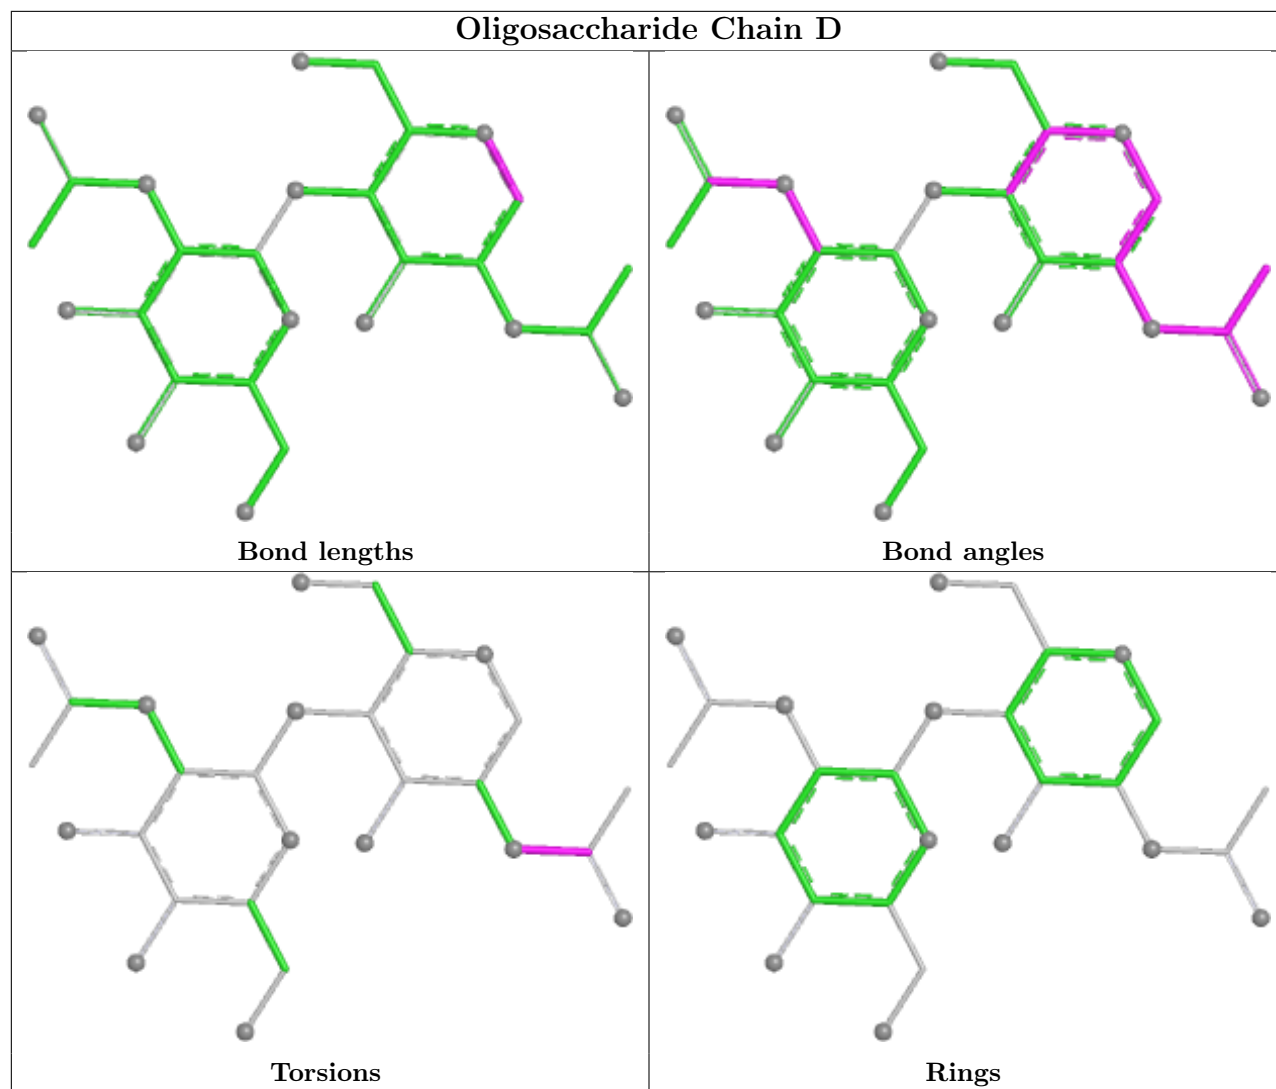 Oligosaccharide Chain D
Bond lengths
Bond angles
Torsions
Rings